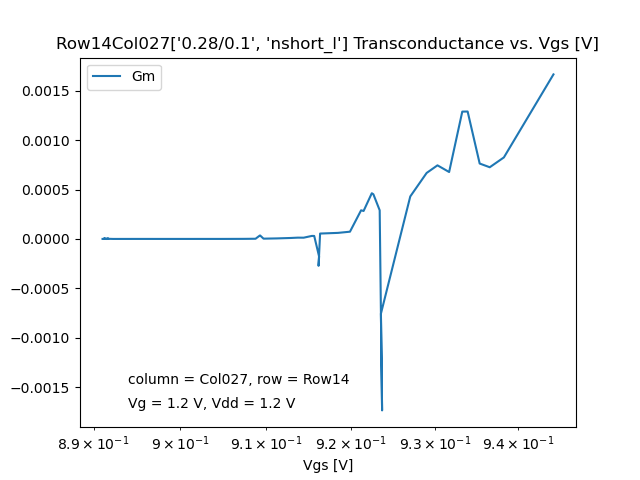 Row14Col027['0.28/0.1', 'nshort_l'] Transconductance vs. Vgs [V]
Gm
0.0015
0.0010
0.0005
0.0000
−0.0005
−0.0010
−0.0015
column = Col027, row = Row14
Vg = 1.2 V, Vdd = 1.2 V
8.9 × 10⁻¹ 9 × 10⁻¹ 9.1 × 10⁻¹ 9.2 × 10⁻¹ 9.3 × 10⁻¹ 9.4 × 10⁻¹
Vgs [V]